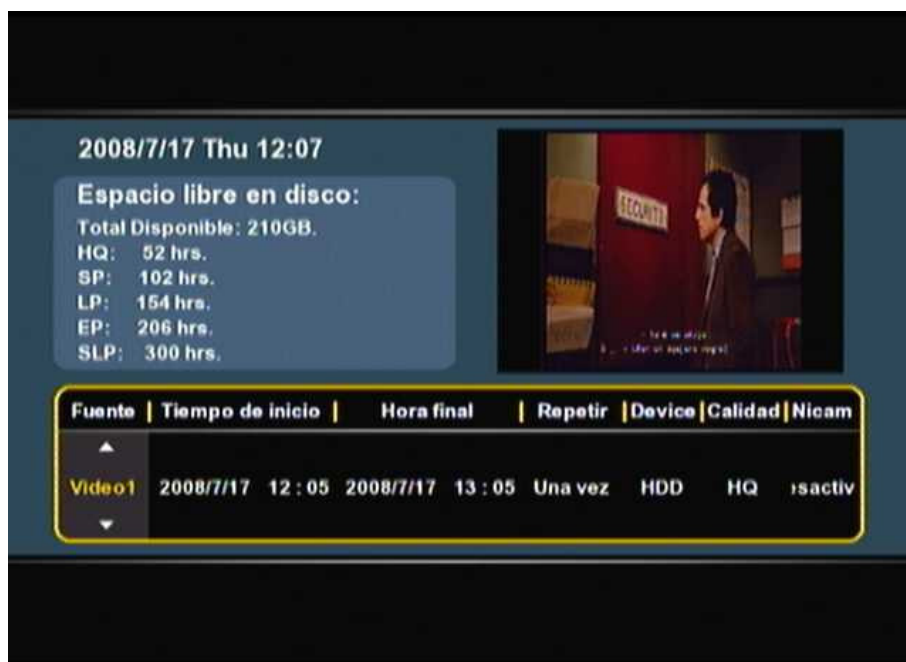 2008/7/17 Thu 12:07
Espacio libre en disco:
Total Disponible: 210GB.
HQ: 52 hrs.
SP: 102 hrs.
LP: 154 hrs.
EP: 206 hrs.
SLP: 300 hrs.
SECURITY
Fuente | Tiempo de inicio | Hora final | Repetir | Device | Calidad | Nicam
Video1 2008/7/17 12:05 2008/7/17 13:05 Una vez HDD HQ esactiv